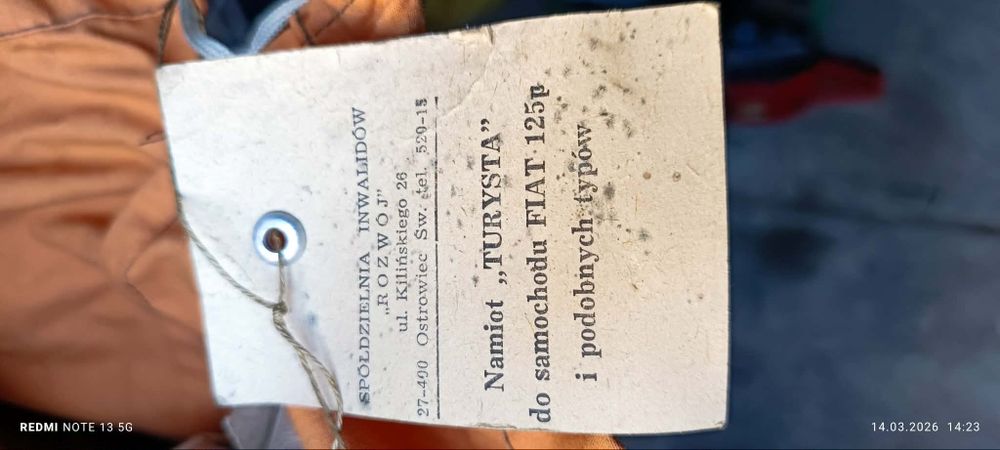 SPÓŁDZIELNIA INWALIDÓW
„ROZWÓJ”
ul. Kilińskiego 26
27-400 Ostrowiec Św. tel. 529-15
Namiot „TURYSTA”
do samochodu FIAT 125p
i podobnych typów
REDMI NOTE 13 5G
14.03.2026 14:23